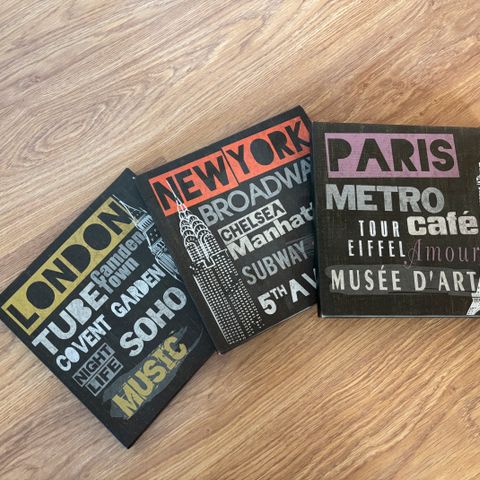 LONDON
TUBE
Camden
Town
COVENT GARDEN
NIGHT
LIFE
SOHO
MUSIC
NEW YORK
BROADWAY
CHELSEA
Manhat
SUBWAY
5TH AV
PARIS
METRO
TOUR
EIFFEL
café
Amour
MUSÉE D'ART